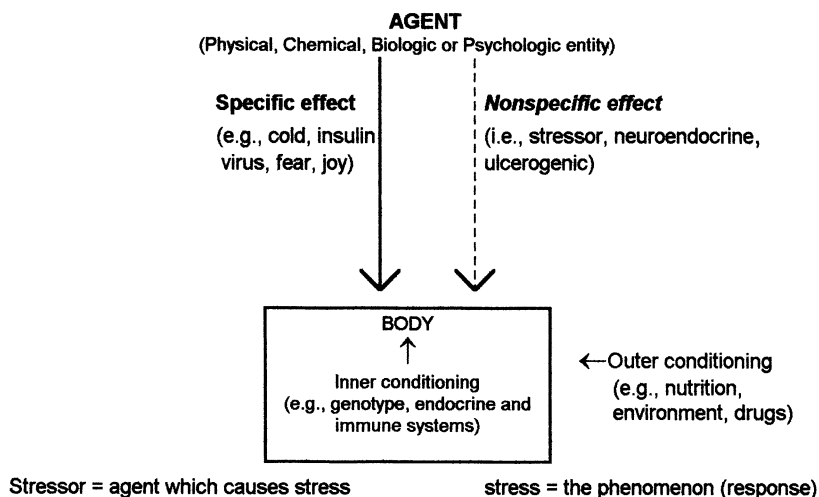 AGENT
(Physical, Chemical, Biologic or Psychologic entity)
Specific effect
(e.g., cold, insulin
virus, fear, joy)
Nonspecific effect
(i.e., stressor, neuroendocrine,
ulcerogenic)
BODY
Inner conditioning
(e.g., genotype, endocrine and
immune systems)
Outer conditioning
(e.g., nutrition,
environment, drugs)
Stressor = agent which causes stress
stress = the phenomenon (response)